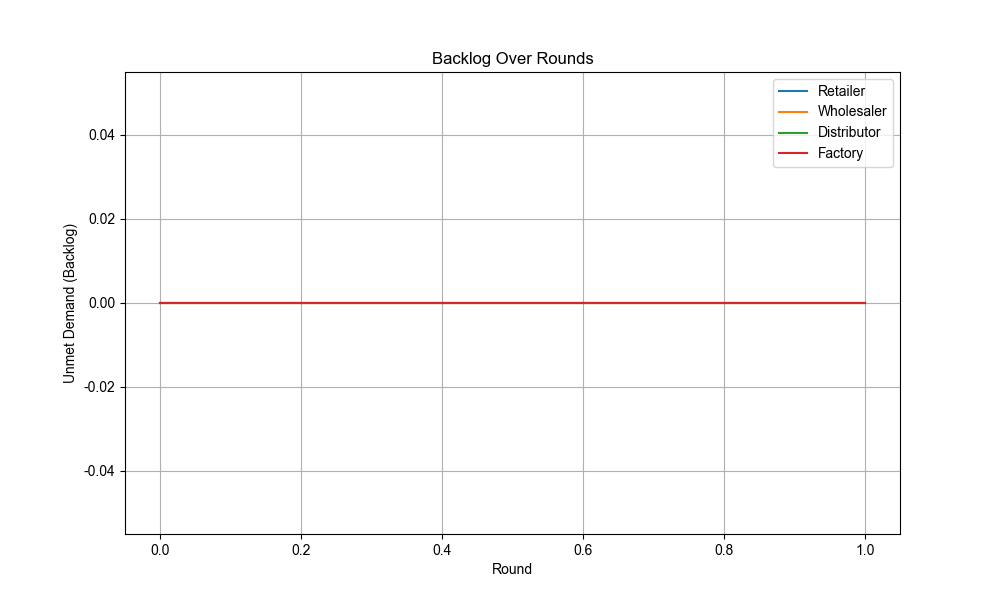 Backlog Over Rounds
Retailer
Wholesaler
Distributor
Factory
Unmet Demand (Backlog)
0.04
0.02
0.00
-0.02
-0.04
0.0 0.2 0.4 0.6 0.8 1.0
Round